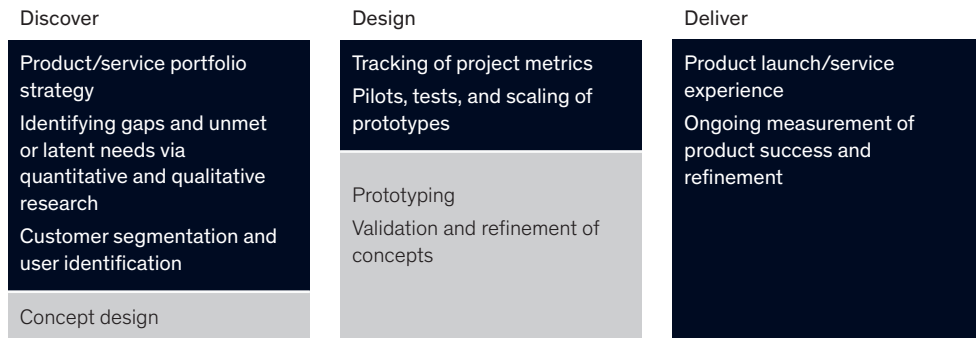 Discover
Product/service portfolio
strategy
Identifying gaps and unmet
or latent needs via
quantitative and qualitative
research
Customer segmentation and
user identification
Concept design
Design
Tracking of project metrics
Pilots, tests, and scaling of
prototypes
Prototyping
Validation and refinement of
concepts
Deliver
Product launch/service
experience
Ongoing measurement of
product success and
refinement